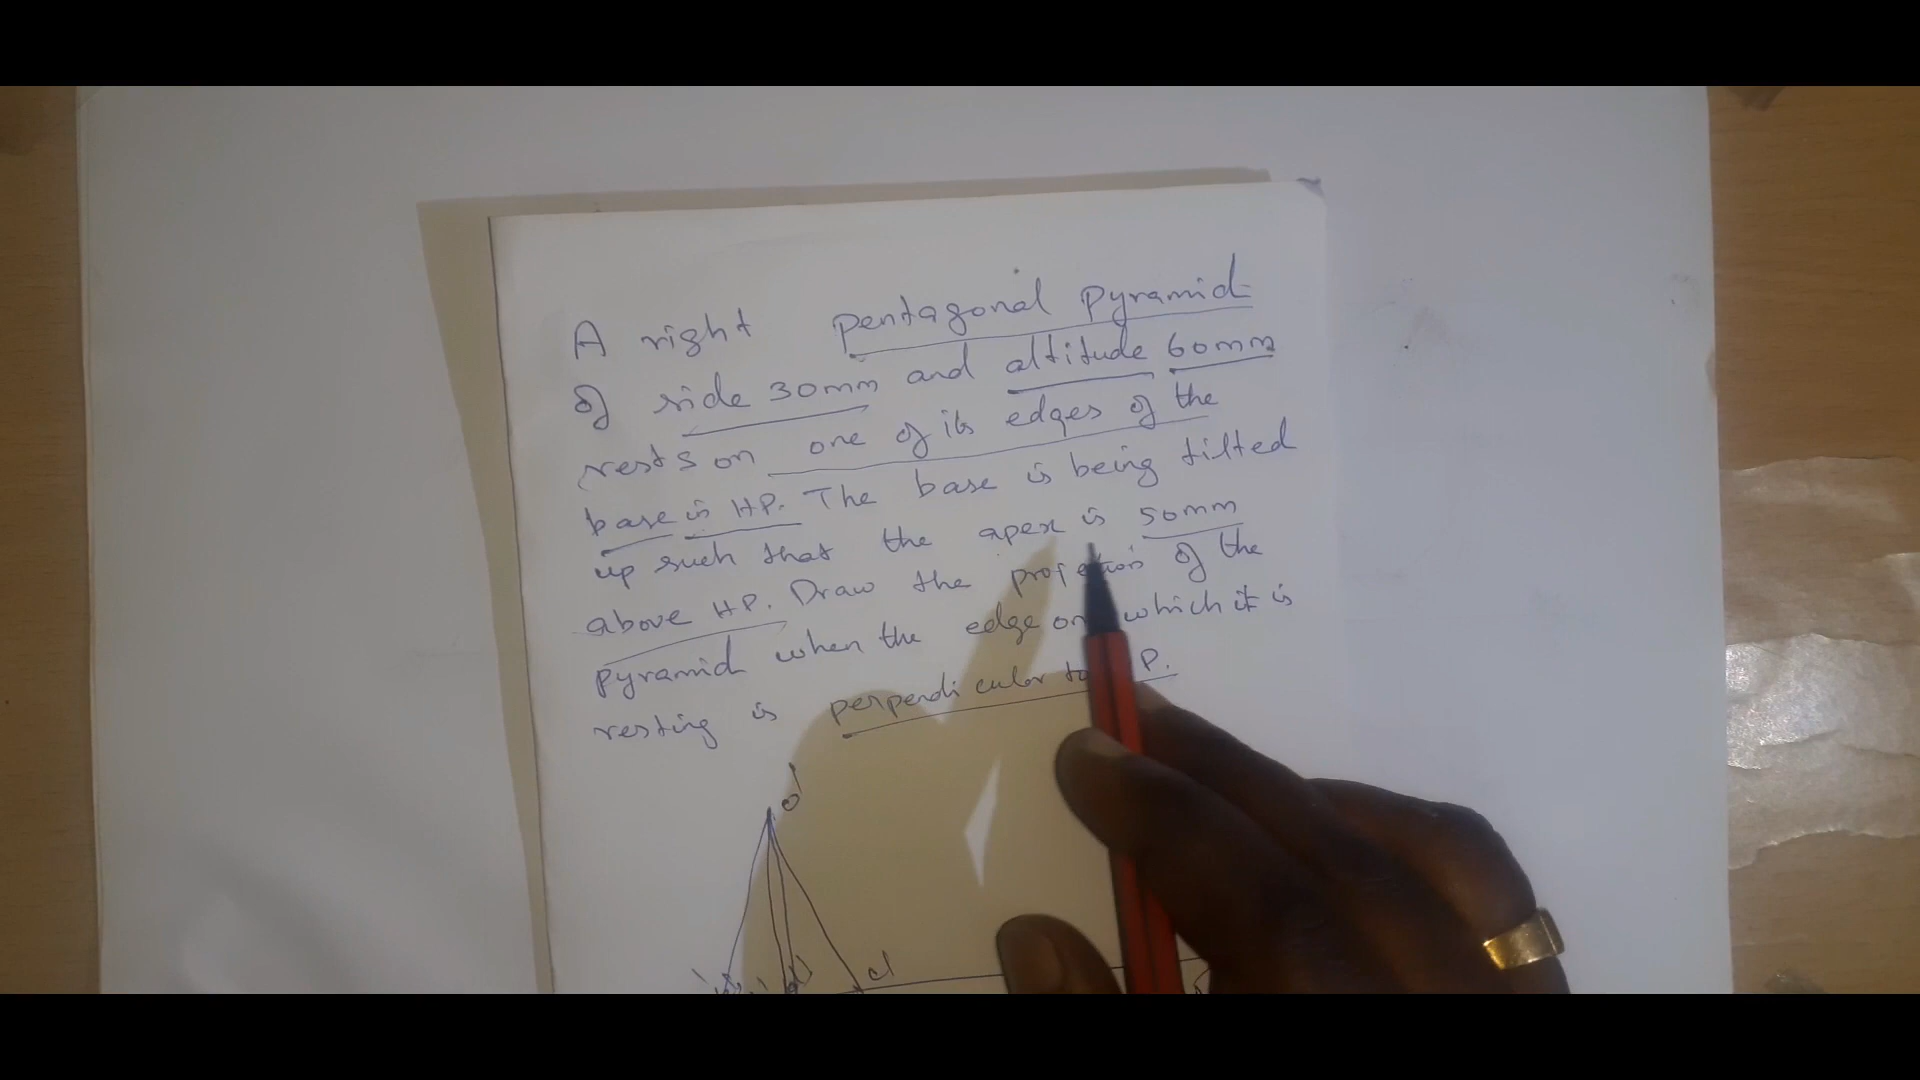 A right pentagonal pyramid
of side 30mm and altitude 60mm
rests on one of its edges of the
base is HP. The base is being tilted
up such that the apex is 50mm
above HP. Draw the of the
pyramid when the edge on which it is
resting is perpendicular to P.
o'